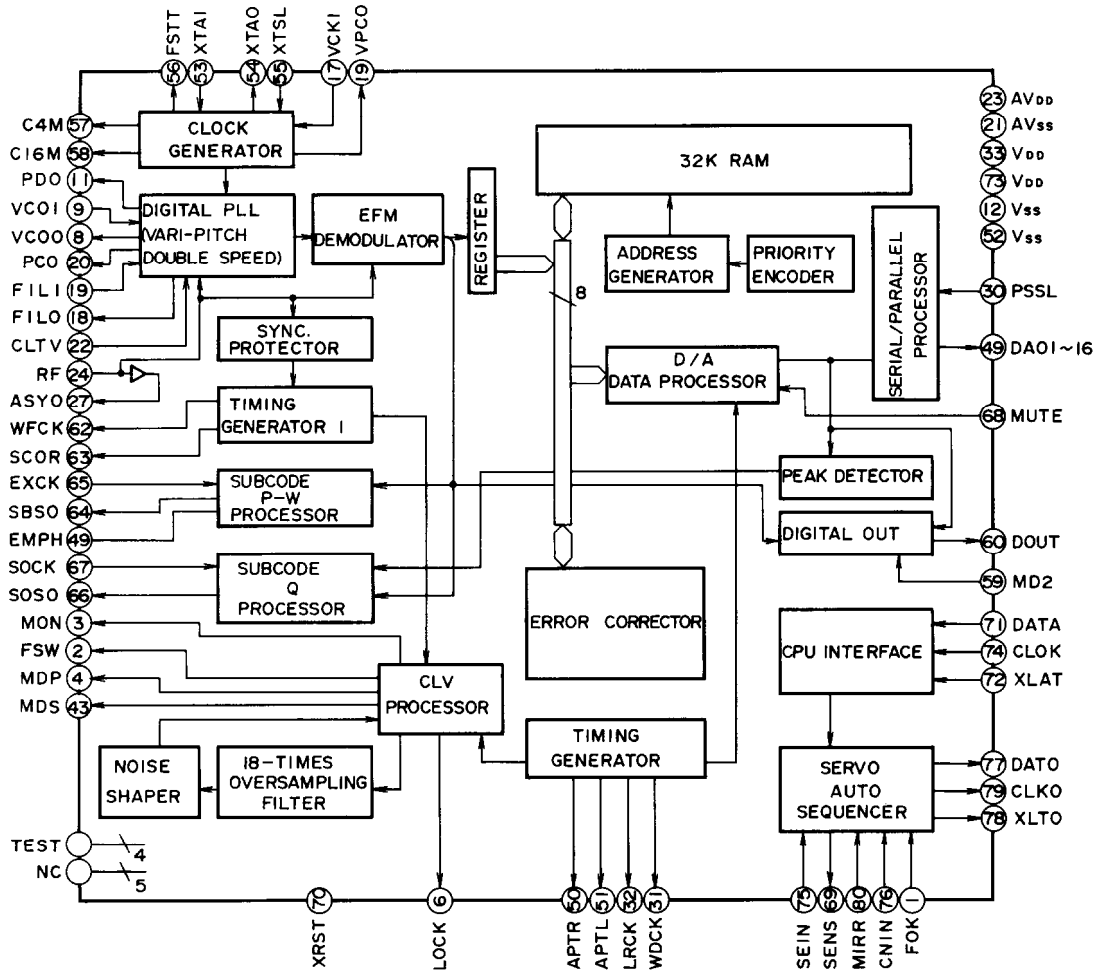 FSTT
XTAI
XTAO
XTSL
VCKI
VPCO
56
53
54
55
17
19
C4M 57
C16M 58
PDO 11
VCOI 9
VCOO 8
PCO 20
FILI 19
FILO 18
CLTV 22
RF 24
ASYO 27
WFCK 62
SCOR 63
EXCK 65
SBSO 64
EMPH 49
SOCK 67
SOSO 66
MON 3
FSW 2
MDP 4
MDS 43
TEST
4
NC
5
CLOCK
GENERATOR
DIGITAL PLL
(VARI-PITCH
DOUBLE SPEED)
EFM
DEMODULATOR
REGISTER
SYNC.
PROTECTOR
TIMING
GENERATOR 1
SUBCODE
P-W
PROCESSOR
SUBCODE
Q
PROCESSOR
CLV
PROCESSOR
NOISE
SHAPER
18-TIMES
OVERSAMPLING
FILTER
32K RAM
ADDRESS
GENERATOR
PRIORITY
ENCODER
8
D/A
DATA PROCESSOR
SERIAL/PARALLEL
PROCESSOR
PEAK DETECTOR
DIGITAL OUT
ERROR CORRECTOR
CPU INTERFACE
TIMING
GENERATOR
SERVO
AUTO
SEQUENCER
23 AVDD
21 AVSS
33 VDD
73 VDD
12 VSS
52 VSS
30 PSSL
49 DAO1~16
68 MUTE
60 DOUT
59 MD2
71 DATA
74 CLOK
72 XLAT
77 DATO
79 CLKO
78 XLTO
70
6
50
51
32
31
75
69
80
76
1
XRST
LOCK
APTR
APTL
LRCK
WDCK
SEIN
SENS
MIRR
CNIN
FOK